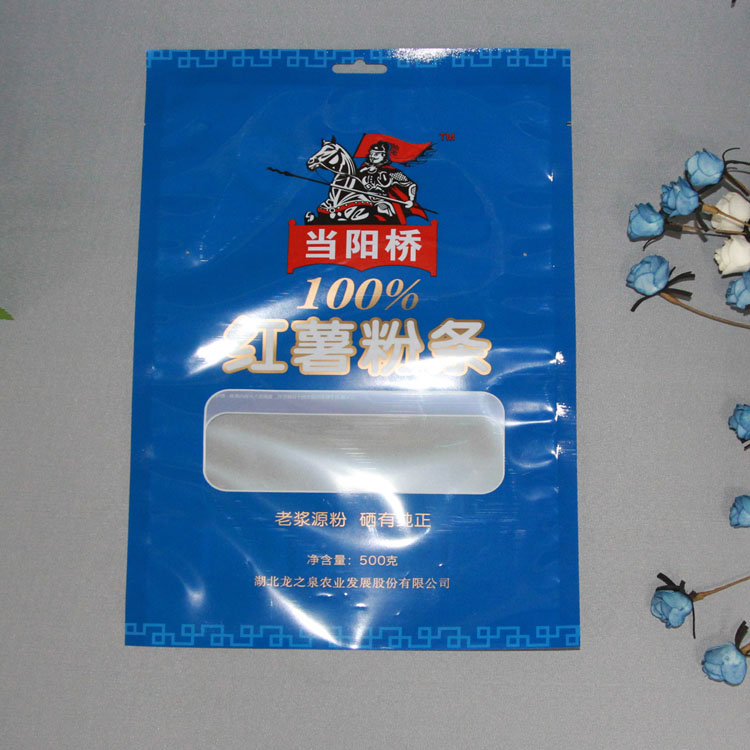 TM
当阳桥
100%
红薯粉条
老浆源粉 硒有纯正
净含量：500克
湖北龙之泉农业发展股份有限公司